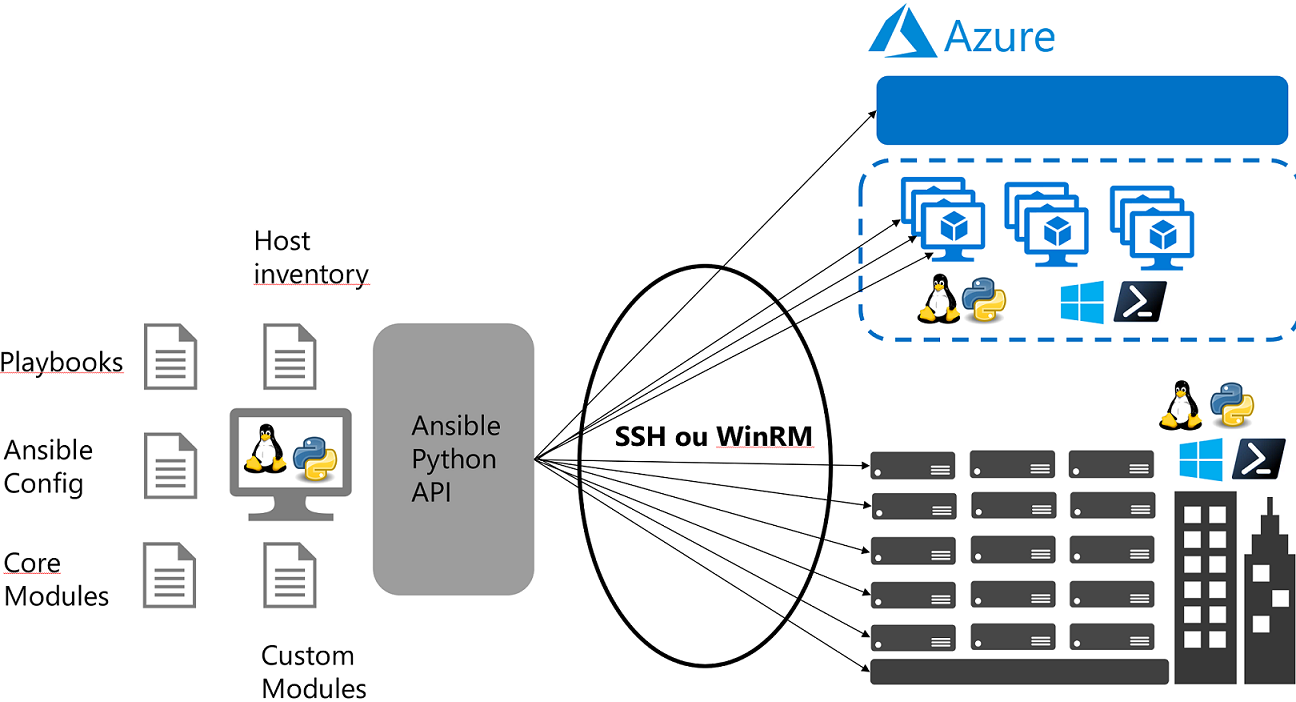 Azure
Host
inventory
Playbooks
Ansible
Config
Core
Modules
Custom
Modules
Ansible
Python
API
SSH ou WinRM